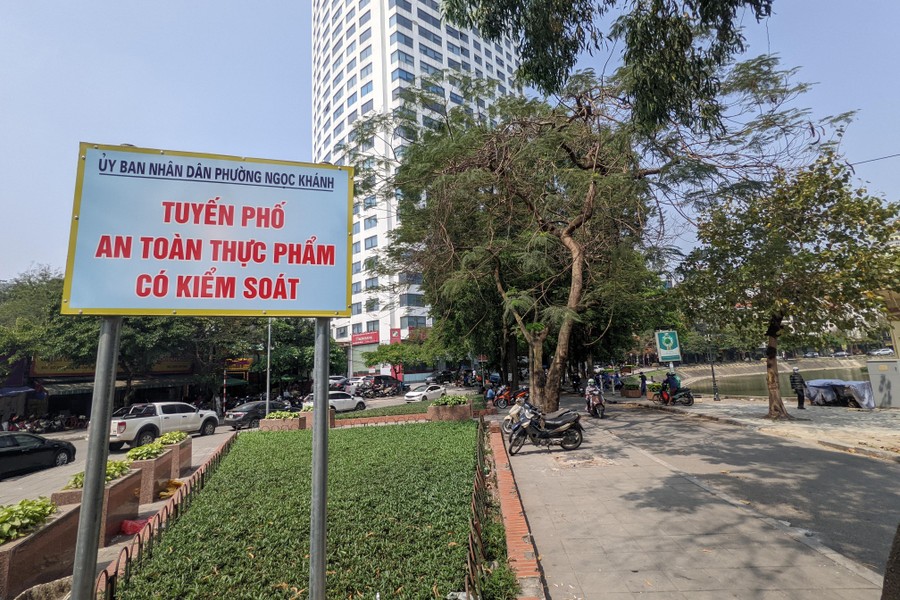 ỦY BAN NHÂN DÂN PHƯỜNG NGỌC KHÁNH
TUYẾN PHỐ
AN TOÀN THỰC PHẨM
CÓ KIỂM SOÁT